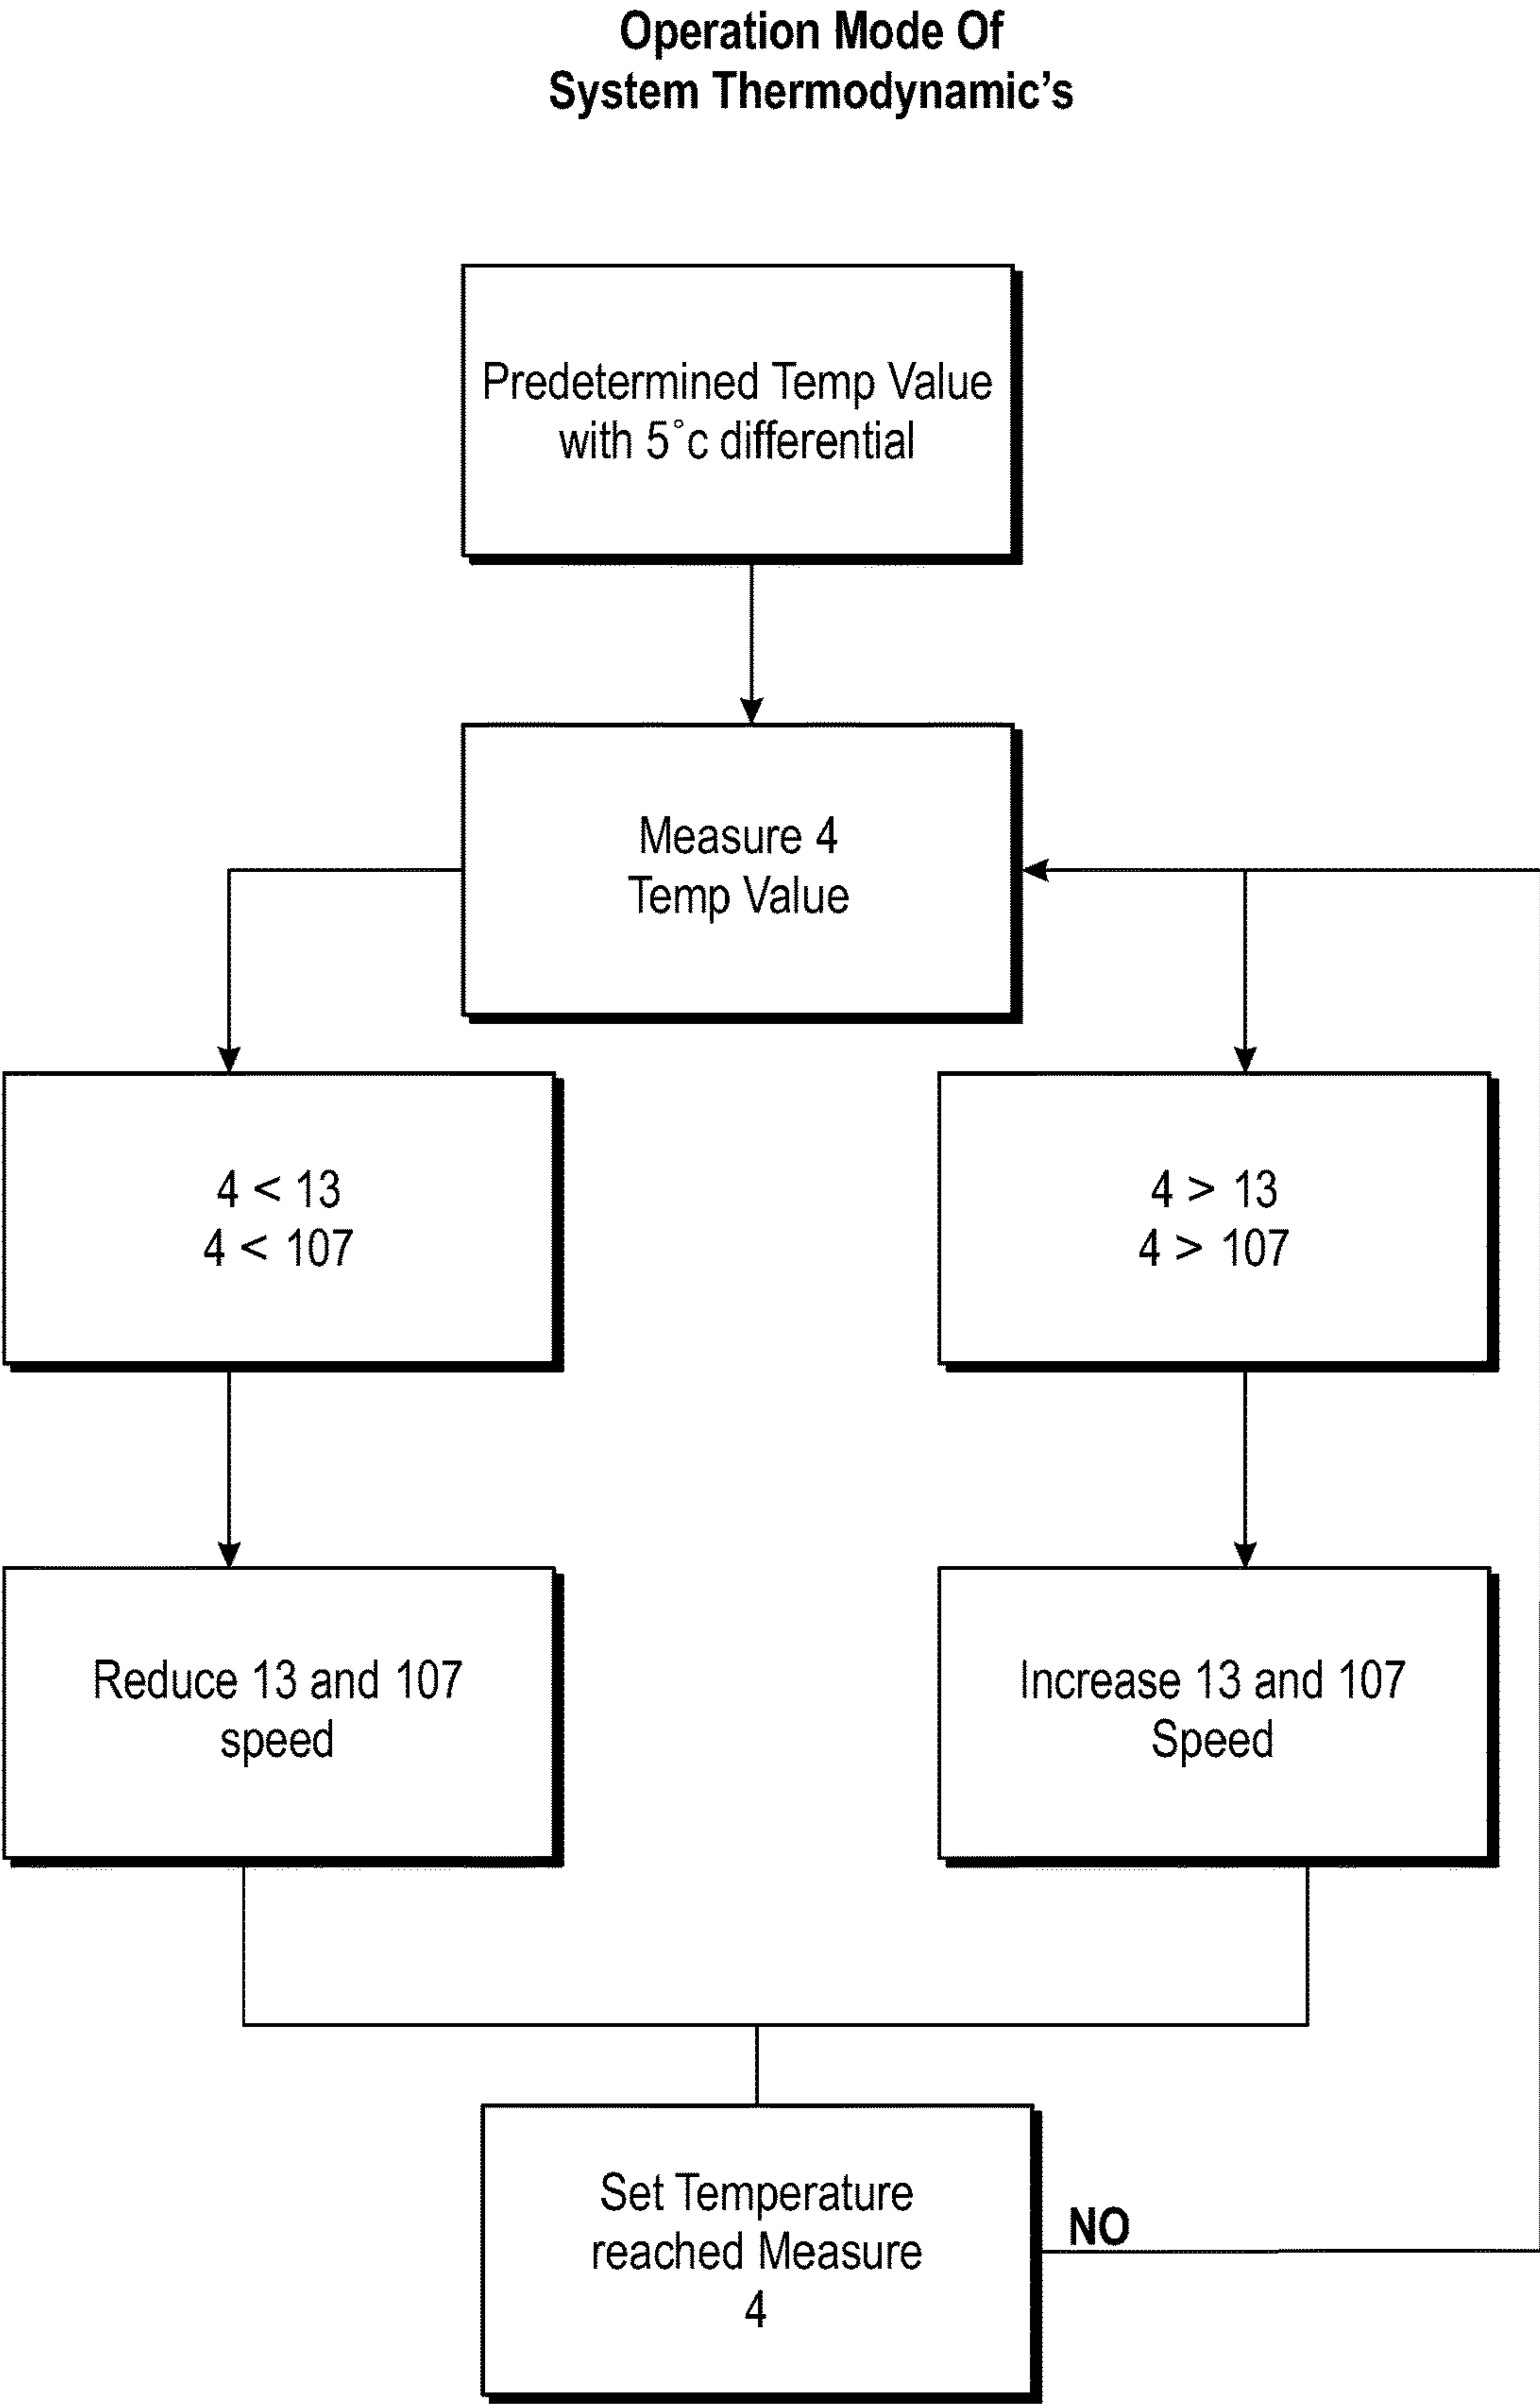 Operation Mode Of
System Thermodynamic’s
Predetermined Temp Value
with 5˚c differential
Measure 4
Temp Value
4 < 13
4 < 107
4 > 13
4 > 107
Reduce 13 and 107
speed
Increase 13 and 107
Speed
Set Temperature
reached Measure
4
NO